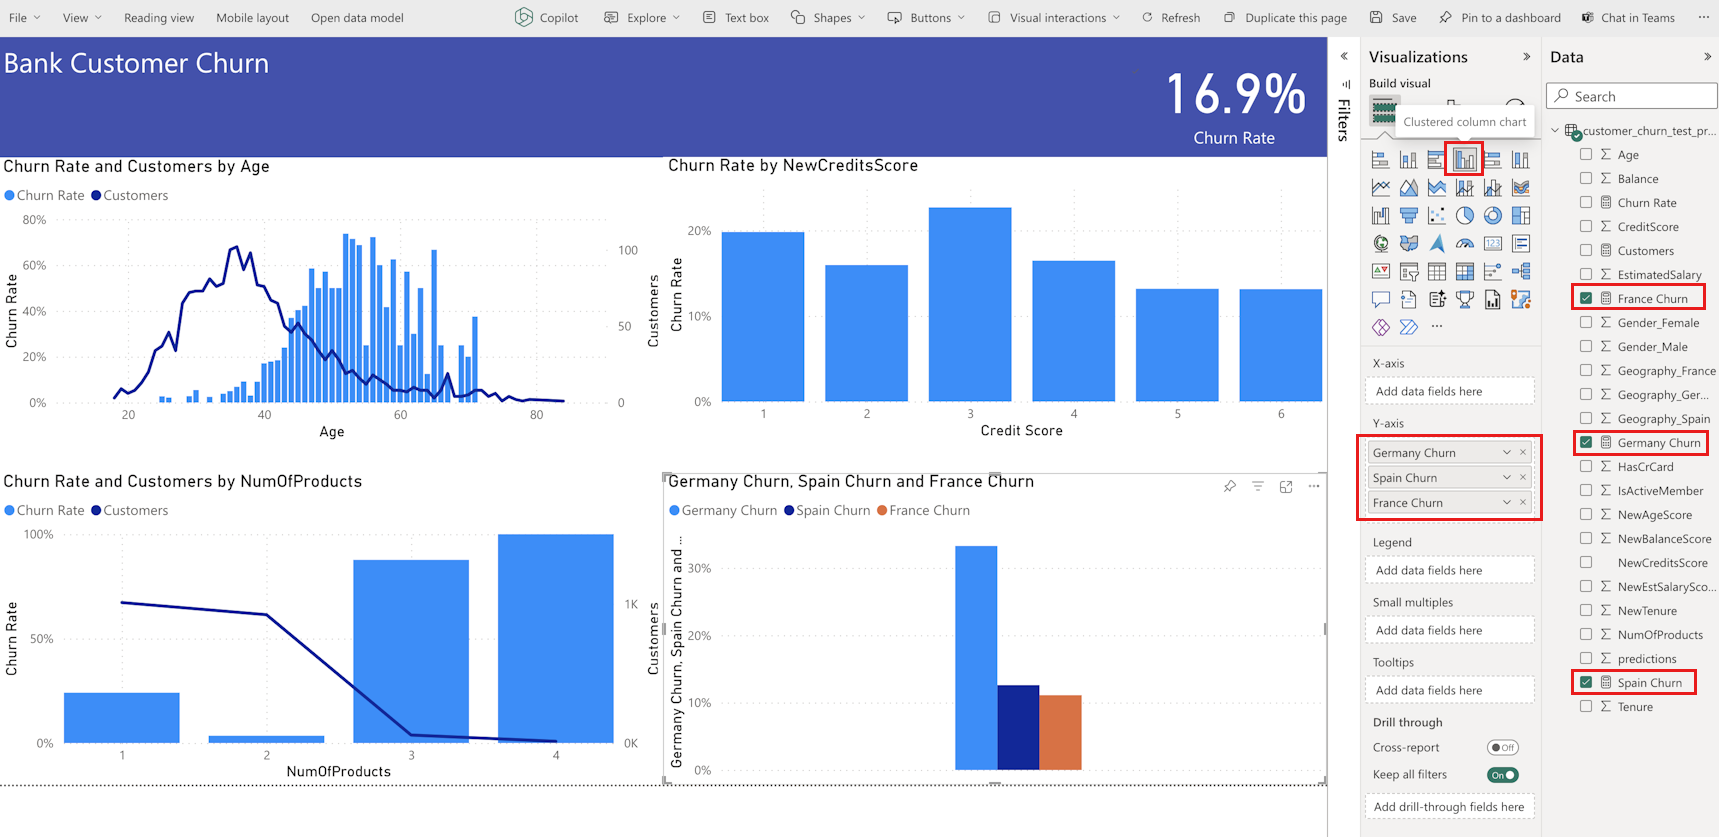 File View Reading view Mobile layout Open data model Copilot Explore Text box Shapes Buttons Visual interactions Refresh Duplicate this page Save Pin to a dashboard Chat in Teams ...
Bank Customer Churn
16.9%
Churn Rate
Churn Rate and Customers by Age
Churn Rate Customers
80%
60%
40%
20%
0%
Churn Rate
100
50
0
Customers
20 40 60 80
Age
Churn Rate by NewCreditsScore
20%
10%
0%
Churn Rate
1 2 3 4 5 6
Credit Score
Churn Rate and Customers by NumOfProducts
Churn Rate Customers
100%
50%
0%
Churn Rate
1K
0K
Customers
1 2 3 4
NumOfProducts
Germany Churn, Spain Churn and France Churn
Germany Churn Spain Churn France Churn
30%
20%
10%
0%
Germany Churn, Spain Churn and ...
Filters
Visualizations
Build visual
Clustered column chart
123
...
X-axis
Add data fields here
Y-axis
Germany Churn
Spain Churn
France Churn
Legend
Add data fields here
Small multiples
Add data fields here
Tooltips
Add data fields here
Drill through
Cross-report Off
Keep all filters On
Add drill-through fields here
Data
Search
customer_churn_test_pr...
Age
Balance
Churn Rate
CreditScore
Customers
EstimatedSalary
France Churn
Gender_Female
Gender_Male
Geography_France
Geography_Ger...
Geography_Spain
Germany Churn
HasCrCard
IsActiveMember
NewAgeScore
NewBalanceScore
NewCreditsScore
NewEstSalarySco...
NewTenure
NumOfProducts
predictions
Spain Churn
Tenure